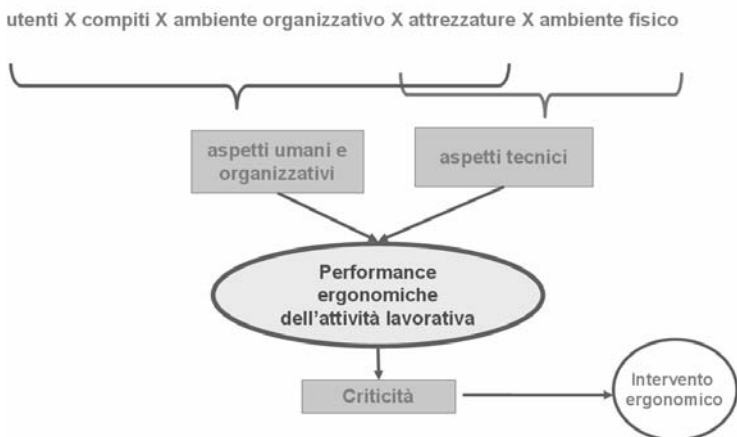 utenti X compiti X ambiente organizzativo X attrezzature X ambiente fisico
aspetti umani e
organizzativi
aspetti tecnici
Performance
ergonomiche
dell'attività lavorativa
Criticità
Intervento
ergonomico